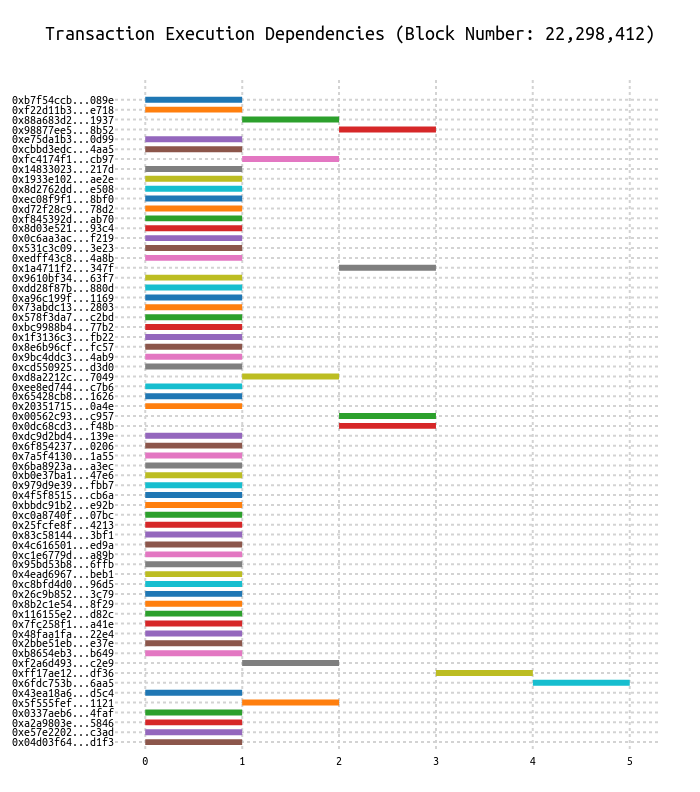 Transaction Execution Dependencies (Block Number: 22,298,412)
0xb7f54ccb...089e
0xf22d11b3...e718
0x88a683d2...1937
0x98877ee5...8b52
0xe75da1b3...0d99
0xcbbd3edc...4aa5
0xfc4174f1...cb97
0x14833023...217d
0x1933e102...ae2e
0x8d2762dd...e508
0xec08f9f1...8bf0
0xd72f28c9...78d2
0xf845392d...ab70
0x8d03e521...93c4
0x0c6aa3ac...f219
0x531c3c09...3e23
0xedff43c8...4a8b
0x1a4711f2...347f
0x9610bf34...63f7
0xdd28f87b...880d
0xa96c199f...1169
0x73abdc13...2803
0x578f3da7...c2bd
0xbc9988b4...77b2
0x1f3136c3...fb22
0x8e6b96cf...fc57
0x9bc4ddc3...4ab9
0xcd550925...d3d0
0xd8a2212c...7049
0xee8ed744...c7b6
0x65428cb8...1626
0x20351715...0a4e
0x00562c93...c957
0x0dc68cd3...f48b
0xdc9d2bd4...139e
0x6f854237...0206
0x7a5f4130...1a55
0x6ba8923a...a3ec
0xb0e37ba1...47e6
0x979d9e39...fbb7
0x4f5f8515...cb6a
0xbbdc91b2...e92b
0xc0a8740f...07bc
0x25fcfe8f...4213
0x83c58144...3bf1
0x4c616501...ed9a
0xc1e6779d...a89b
0x95bd53b8...6ffb
0x4ead6967...beb1
0xc8bfd4d0...96d5
0x26c9b852...3c79
0x8b2c1e54...8f29
0x116155e2...d82c
0x7fc258f1...a41e
0x48faa1fa...22e4
0x2bbe51eb...e37e
0xb8654eb3...b649
0xf2a6d493...c2e9
0xff17ae12...df36
0x6fdc753b...6aa5
0x43ea18a6...d5c4
0x5f555fef...1121
0x0337aeb6...4faf
0xa2a9803e...5846
0xe57e2202...c3ad
0x04d03f64...d1f3
0 1 2 3 4 5